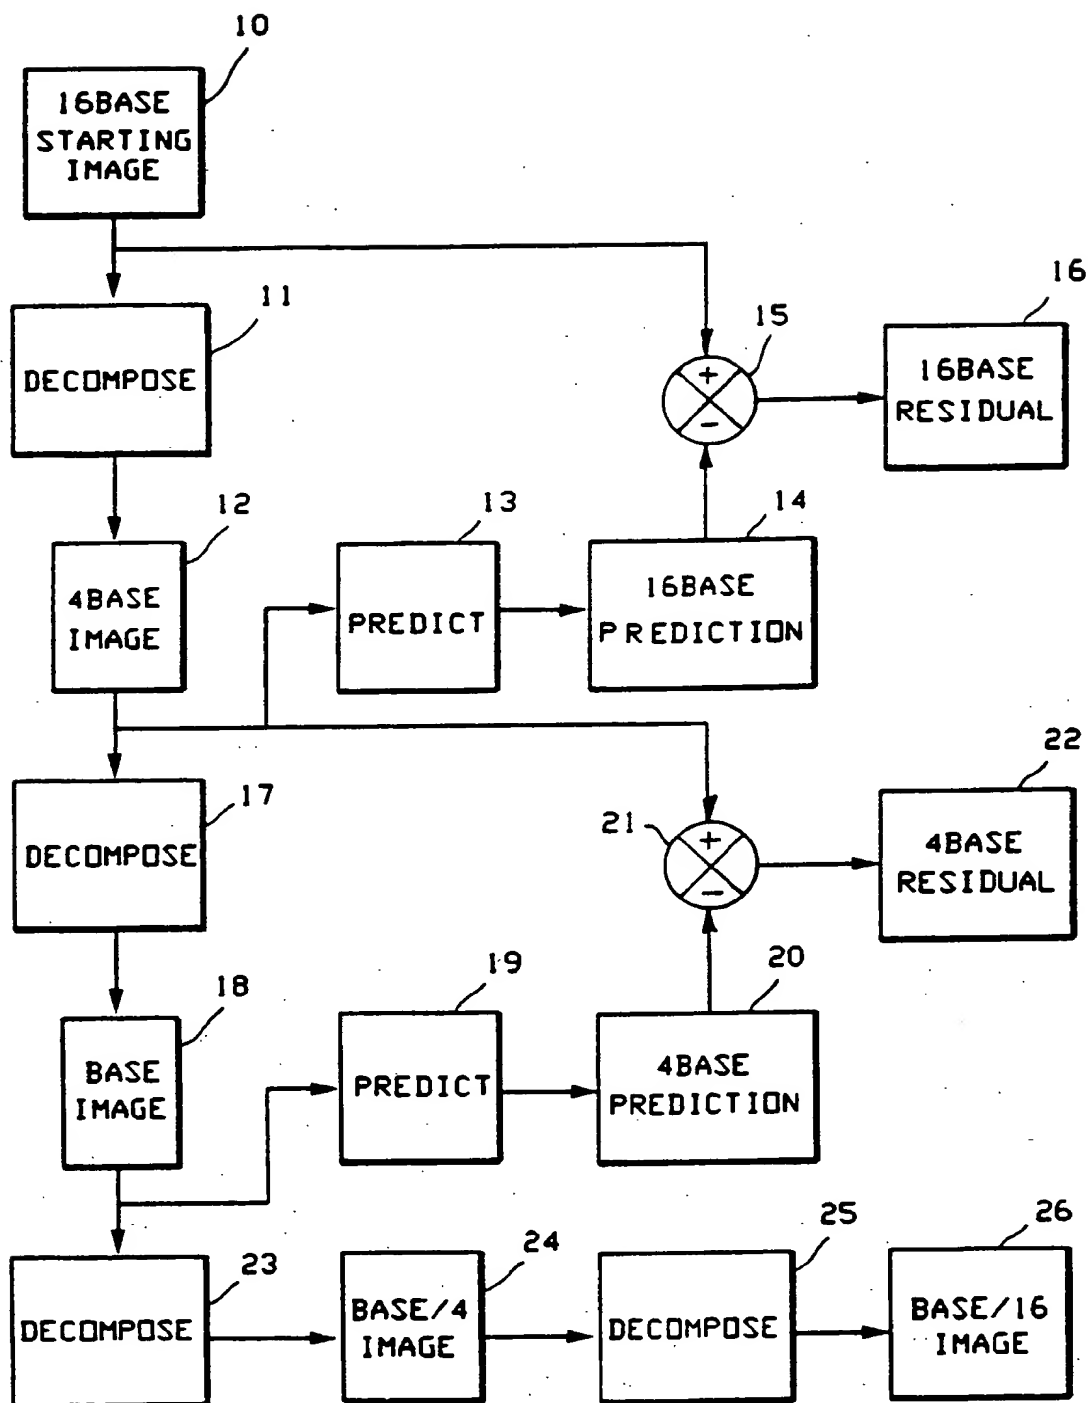 10
16BASE
STARTING
IMAGE
11
DECOMPOSE
15
+
-
16
16BASE
RESIDUAL
12
4BASE
IMAGE
13
PREDICT
14
16BASE
PREDICTION
17
DECOMPOSE
21
+
-
22
4BASE
RESIDUAL
18
BASE
IMAGE
19
PREDICT
20
4BASE
PREDICTION
23
DECOMPOSE
24
BASE/4
IMAGE
25
DECOMPOSE
26
BASE/16
IMAGE